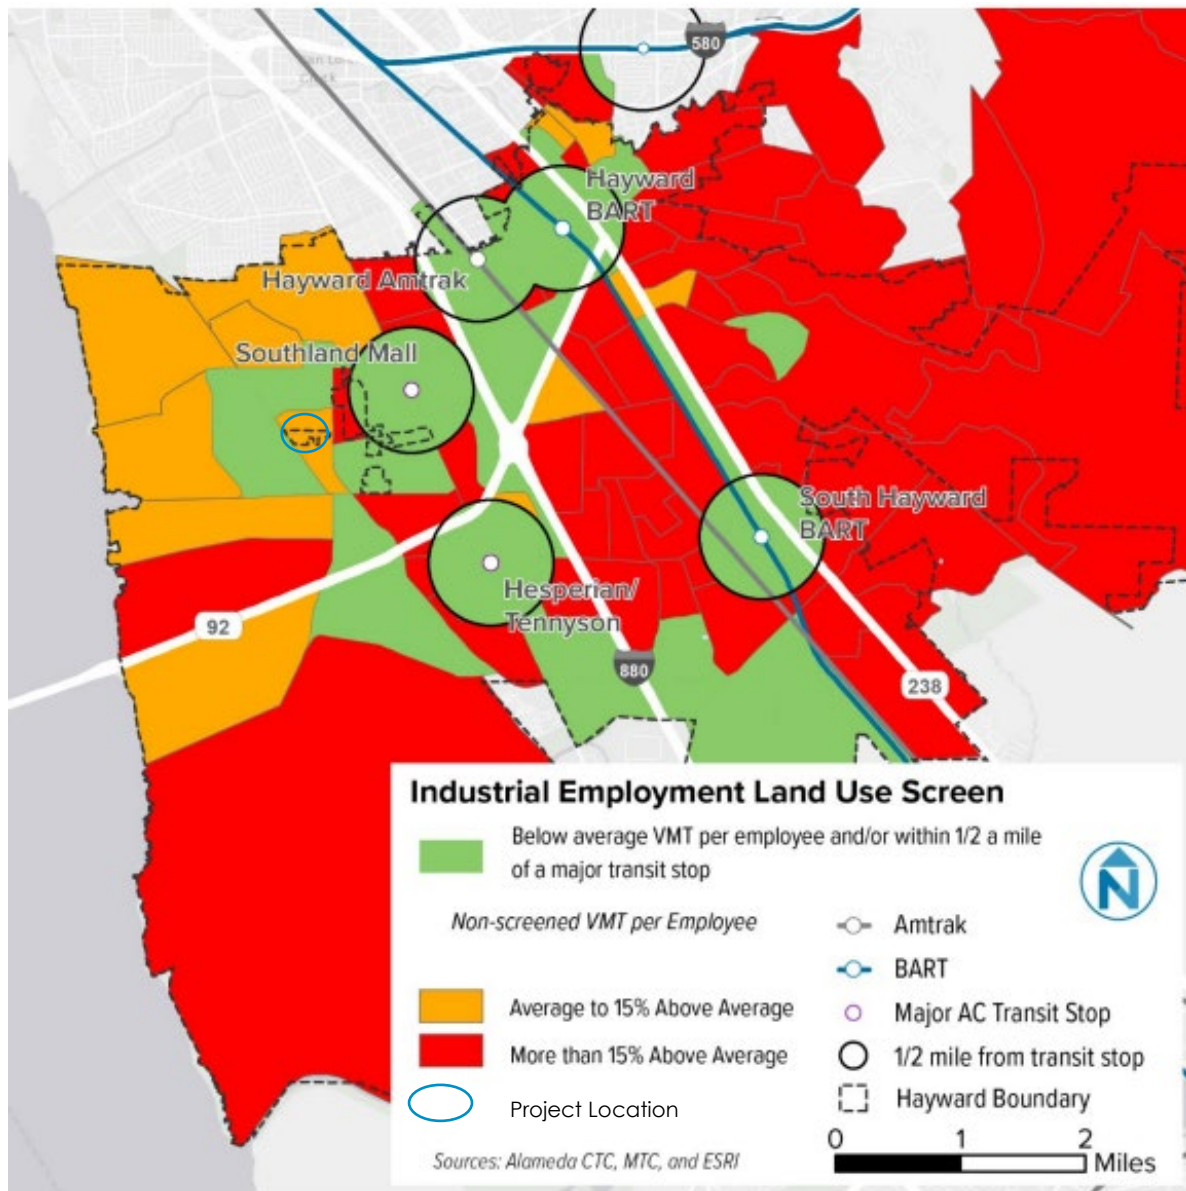 580
Hayward
BART
Hayward Amtrak
Southland Mall
South Hayward
BART
Hesperian/
Tennyson
92
880
238
Industrial Employment Land Use Screen
Below average VMT per employee and/or within 1/2 a mile
of a major transit stop
Non-screened VMT per Employee
Average to 15% Above Average
More than 15% Above Average
Project Location
Sources: Alameda CTC, MTC, and ESRI
N
Amtrak
BART
Major AC Transit Stop
1/2 mile from transit stop
Hayward Boundary
0 1 2
Miles